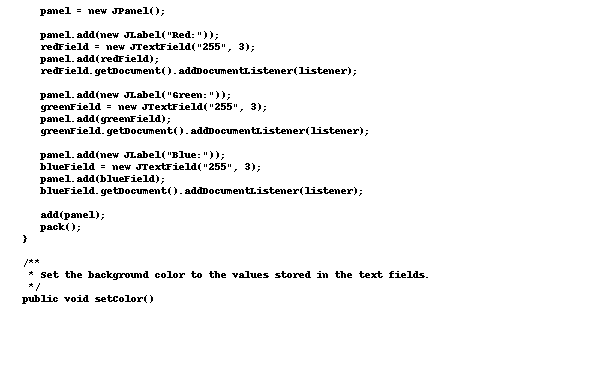 panel = new JPanel();

panel.add(new JLabel("Red:"));
redField = new JTextField("255", 3);
panel.add(redField);
redField.getDocument().addDocumentListener(listener);

panel.add(new JLabel("Green:"));
greenField = new JTextField("255", 3);
panel.add(greenField);
greenField.getDocument().addDocumentListener(listener);

panel.add(new JLabel("Blue:"));
blueField = new JTextField("255", 3);
panel.add(blueField);
blueField.getDocument().addDocumentListener(listener);

add(panel);
pack();
}

/**
* Set the background color to the values stored in the text fields.
*/
public void setColor()